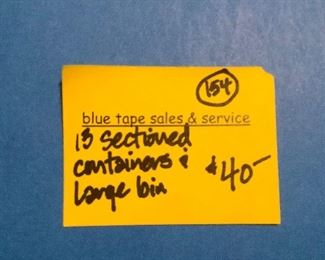 154
blue tape sales & service
13 sectioned
containers &
Large bin
$40-